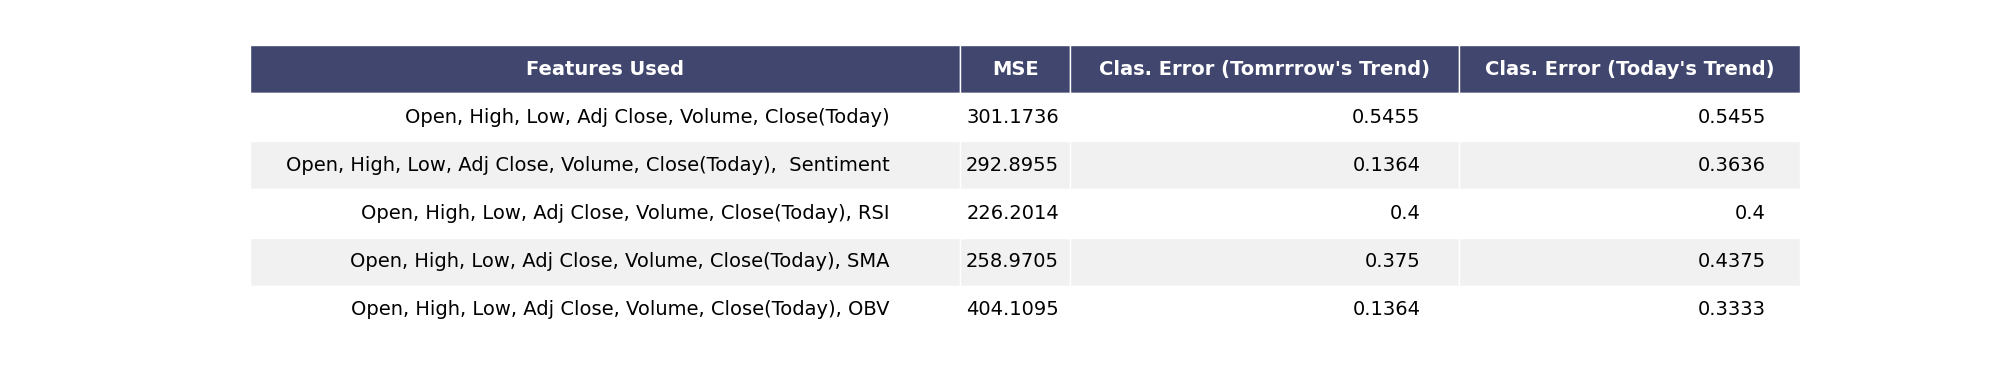 Features Used MSE Clas. Error (Tomrrrow's Trend) Clas. Error (Today's Trend)
Open, High, Low, Adj Close, Volume, Close(Today) 301.1736 0.5455 0.5455
Open, High, Low, Adj Close, Volume, Close(Today),  Sentiment 292.8955 0.1364 0.3636
Open, High, Low, Adj Close, Volume, Close(Today), RSI 226.2014 0.4 0.4
Open, High, Low, Adj Close, Volume, Close(Today), SMA 258.9705 0.375 0.4375
Open, High, Low, Adj Close, Volume, Close(Today), OBV 404.1095 0.1364 0.3333